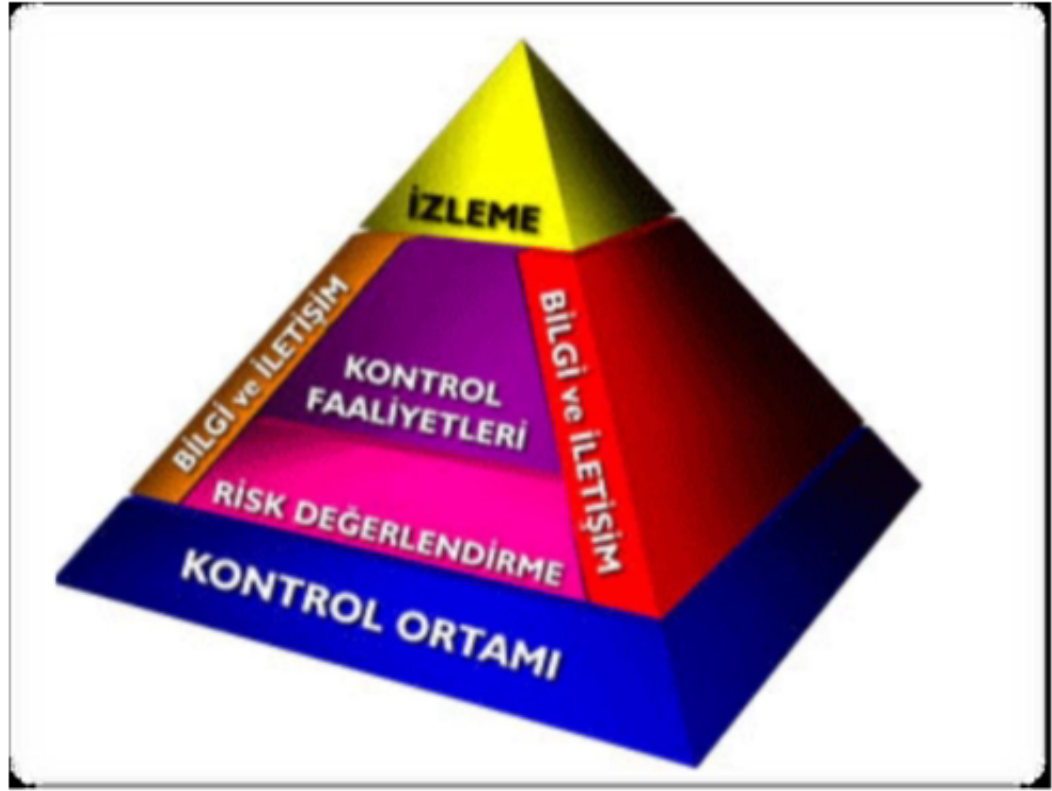 İZLEME
BİLGİ ve İLETİŞİM
KONTROL
FAALİYETLERİ
BİLGİ ve İLETİŞİM
RİSK DEĞERLENDİRME
KONTROL ORTAMI